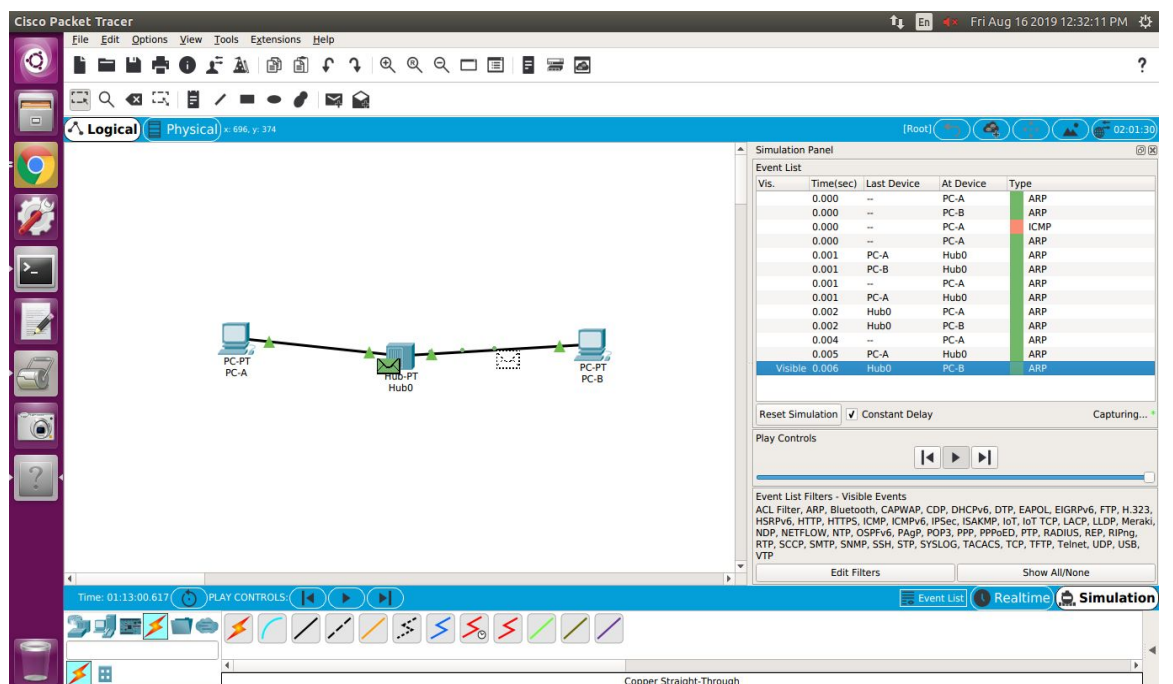 Cisco Packet Tracer
En
Fri Aug 16 2019 12:32:11 PM
File Edit Options View Tools Extensions Help
?
Logical
Physical
x: 696, y: 374
[Root]
02:01:30
Simulation Panel
Event List
Vis. Time(sec) Last Device At Device Type
0.000 -- PC-A ARP
0.000 -- PC-B ARP
0.000 -- PC-A ICMP
0.000 -- PC-A ARP
0.001 PC-A Hub0 ARP
0.001 PC-B Hub0 ARP
0.001 -- PC-A ARP
0.001 PC-A Hub0 ARP
0.002 Hub0 PC-A ARP
0.002 Hub0 PC-B ARP
0.004 -- PC-A ARP
0.005 PC-A Hub0 ARP
Visible 0.006 Hub0 PC-B ARP
PC-PT
PC-A
Hub-PT
Hub0
PC-PT
PC-B
Reset Simulation Constant Delay Capturing...
Play Controls
Event List Filters - Visible Events
ACL Filter, ARP, Bluetooth, CAPWAP, CDP, DHCPv6, DTP, EAPOL, EIGRPv6, FTP, H.323,
HSRPv6, HTTP, HTTPS, ICMP, ICMPv6, IPSec, ISAKMP, IoT, IoT TCP, LACP, LLDP, Meraki,
NDP, NETFLOW, NTP, OSPFv6, PAgP, POP3, PPP, PPPoED, PTP, RADIUS, REP, RIPng,
RTP, SCCP, SMTP, SNMP, SSH, STP, SYSLOG, TACACS, TCP, TFTP, Telnet, UDP, USB,
VTP
Edit Filters Show All/None
Time: 01:13:00.617 PLAY CONTROLS: Event List Realtime Simulation
Copper Straight-Through